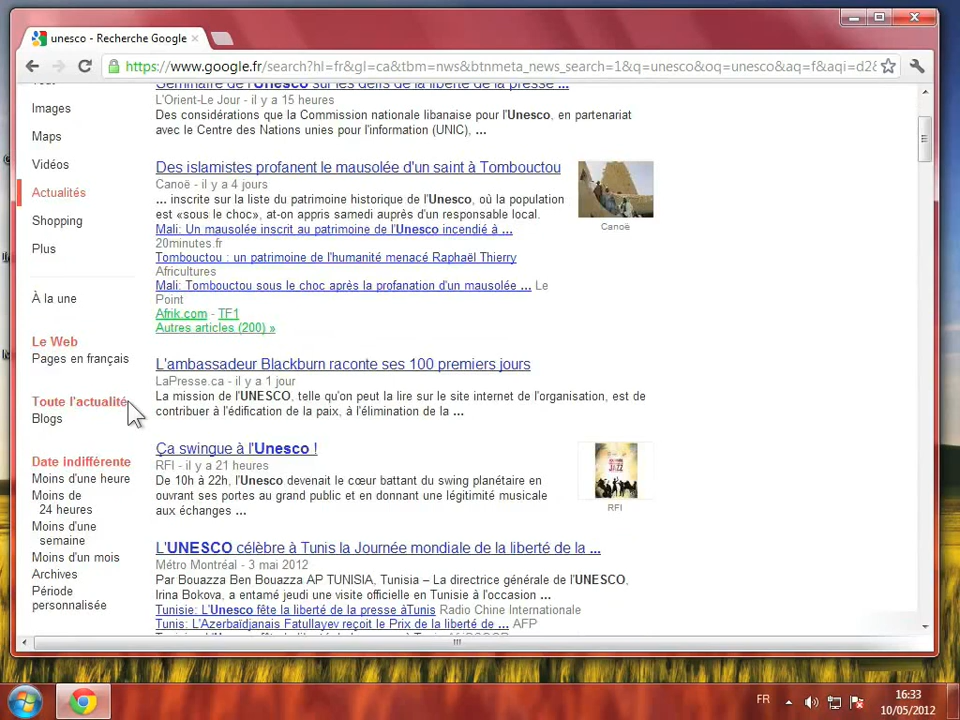 unesco - Recherche Google
https://www.google.fr/search?hl=fr&gl=ca&tbm=nws&btnmeta_news_search=1&q=unesco&oq=unesco&aq=f&aqi=d2&
Images
Maps
Vidéos
Actualités
Shopping
Plus
À la une
Le Web
Pages en français
Toute l'actualité
Blogs
Date indifférente
Moins d'une heure
Moins de
24 heures
Moins d'une
semaine
Moins d'un mois
Archives
Période
personnalisée
Séminaire de l'Unesco sur les défis de la liberté de la presse ...
L'Orient-Le Jour - il y a 15 heures
Des considérations que la Commission nationale libanaise pour l'Unesco, en partenariat
avec le Centre des Nations unies pour l'information (UNIC), ...
Des islamistes profanent le mausolée d'un saint à Tombouctou
Canoë - il y a 4 jours
... inscrite sur la liste du patrimoine historique de l'Unesco, où la population
est «sous le choc», at-on appris samedi auprès d'un responsable local.
Mali: Un mausolée inscrit au patrimoine de l'Unesco incendié à ...
20minutes.fr
Tombouctou : un patrimoine de l'humanité menacé Raphaël Thierry
Africultures
Mali: Tombouctou sous le choc après la profanation d'un mausolée ... Le
Point
Afrik.com - TF1
Autres articles (200) »
Canoë
L'ambassadeur Blackburn raconte ses 100 premiers jours
LaPresse.ca - il y a 1 jour
La mission de l'UNESCO, telle qu'on peut la lire sur le site internet de l'organisation, est de
contribuer à l'édification de la paix, à l'élimination de la ...
Ça swingue à l'Unesco !
RFI - il y a 21 heures
De 10h à 22h, l'Unesco devenait le cœur battant du swing planétaire en
ouvrant ses portes au grand public et en donnant une légitimité musicale
aux échanges ...
RFI
L'UNESCO célèbre à Tunis la Journée mondiale de la liberté de la ...
Métro Montréal - 3 mai 2012
Par Bouazza Ben Bouazza AP TUNISIA, Tunisia – La directrice générale de l'UNESCO,
Irina Bokova, a entamé jeudi une visite officielle en Tunisie à l'occasion ...
Tunisie: L'Unesco fête la liberté de la presse àTunis Radio Chine Internationale
Tunis: L'Azerbaïdjanais Fatullayev reçoit le Prix de la liberté de ... AFP
FR
16:33
10/05/2012